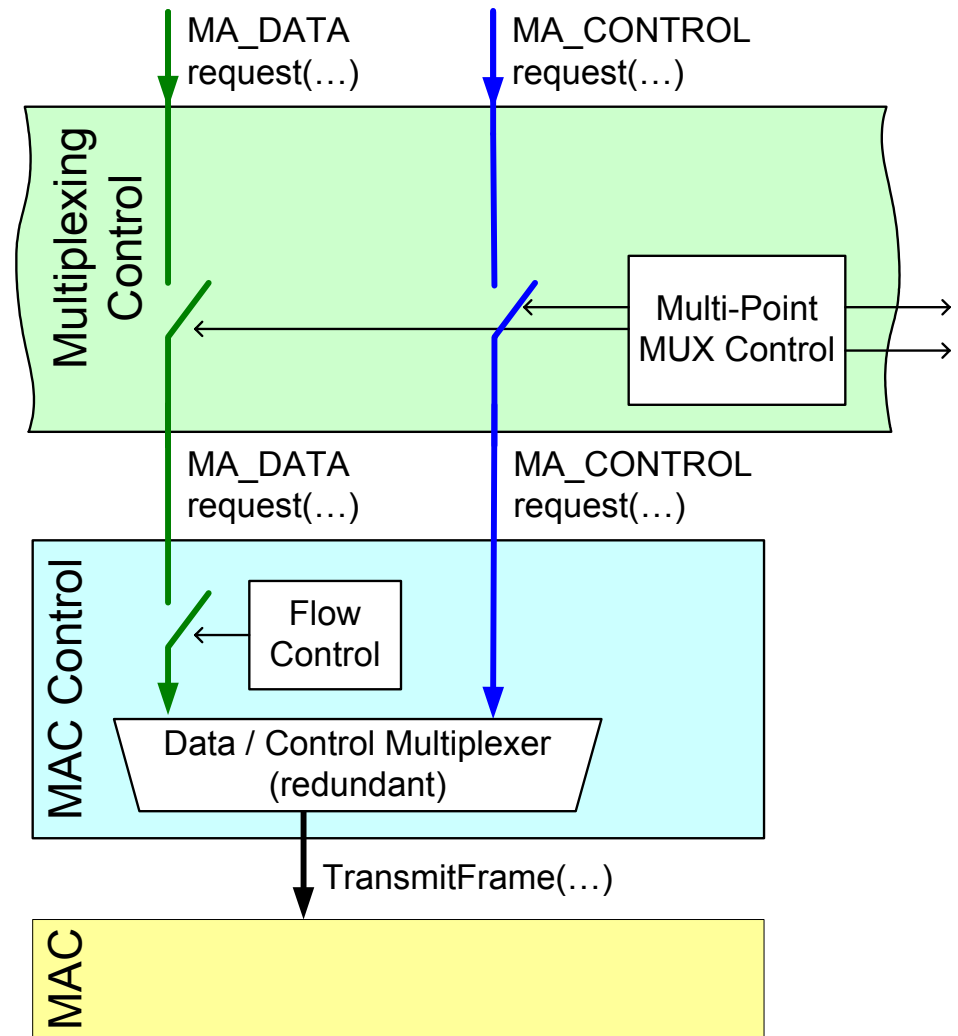 MA_DATA
request(…)
MA_CONTROL
request(…)
Multiplexing
Control
Multi-Point
MUX Control
MA_DATA
request(…)
MA_CONTROL
request(…)
MAC Control
Flow
Control
Data / Control Multiplexer
(redundant)
TransmitFrame(…)
MAC